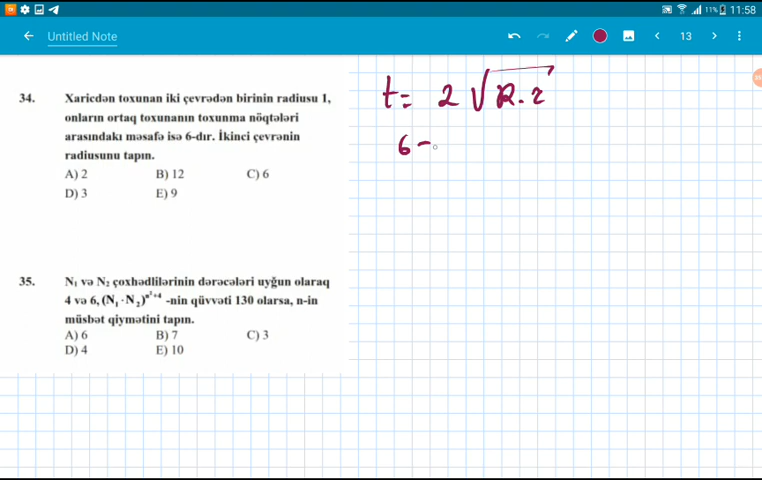 11% 11:58
Untitled Note
13
34. Xaricdən toxunan iki çevrədən birinin radiusu 1,
onların ortaq toxunanın toxunma nöqtələri
arasındakı məsafə isə 6-dır. İkinci çevrənin
radiusunu tapın.
A) 2 B) 12 C) 6
D) 3 E) 9
t = 2 √R.r
6 -
35. N₁ və N₂ çoxhədlilərinin dərəcələri uyğun olaraq
4 və 6, (N₁ · N₂)ⁿ²⁺⁴ -nin qüvvəti 130 olarsa, n-in
müsbət qiymətini tapın.
A) 6 B) 7 C) 3
D) 4 E) 10